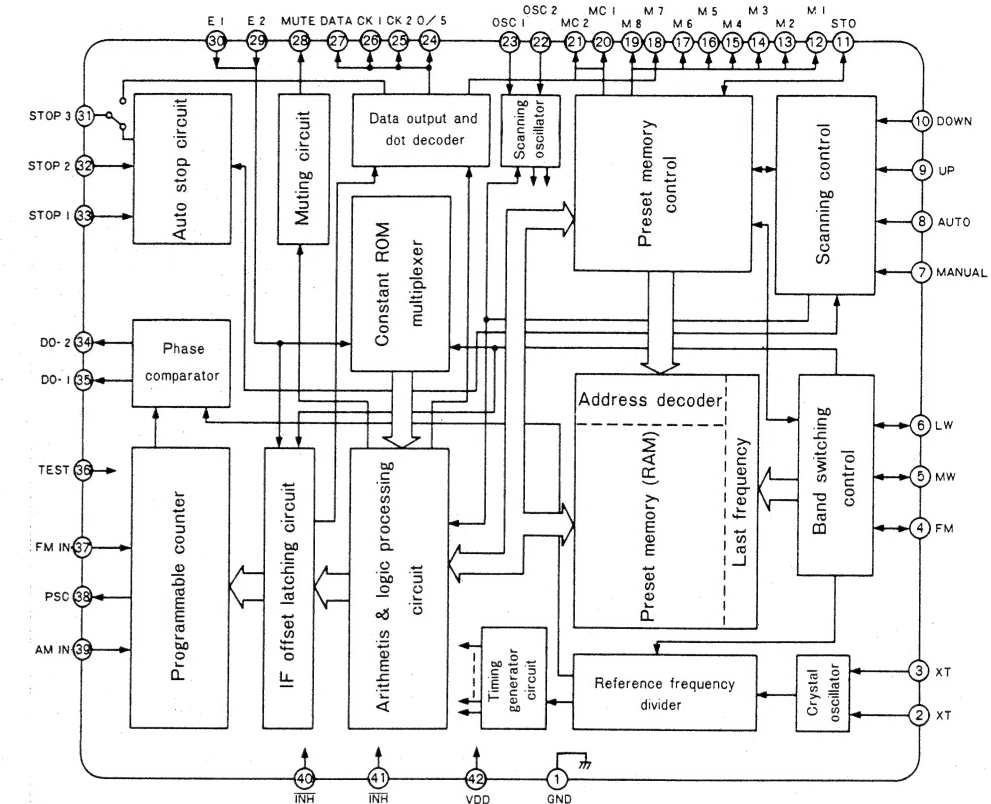 E 1
E 2
MUTE
DATA
CK 1
CK 2
O/S
OSC 1
OSC 2
MC 2
MC 1
M 8
M 7
M 6
M 5
M 4
M 3
M 2
M 1
STO
30
29
28
27
26
25
24
23
22
21
20
19
18
17
16
15
14
13
12
11
STOP 3
31
STOP 2
32
STOP 1
33
DO-2
34
DO-1
35
TEST
36
FM IN
37
PSC
38
AM IN
39
Auto stop circuit
Muting circuit
Data output and
dot decoder
Scanning
oscillator
Preset memory
control
Scanning control
Constant ROM
multiplexer
Phase
comparator
Address decoder
Preset memory (RAM)
Last frequency
Band switching
control
Programmable counter
IF offset latching circuit
Arithmetis & logic processing
circuit
Timing
generator
circuit
Reference frequency
divider
Crystal
oscillator
10
DOWN
9
UP
8
AUTO
7
MANUAL
6
LW
5
MW
4
FM
3
XT
2
XT
40
INH
41
INH
42
VDD
1
GND